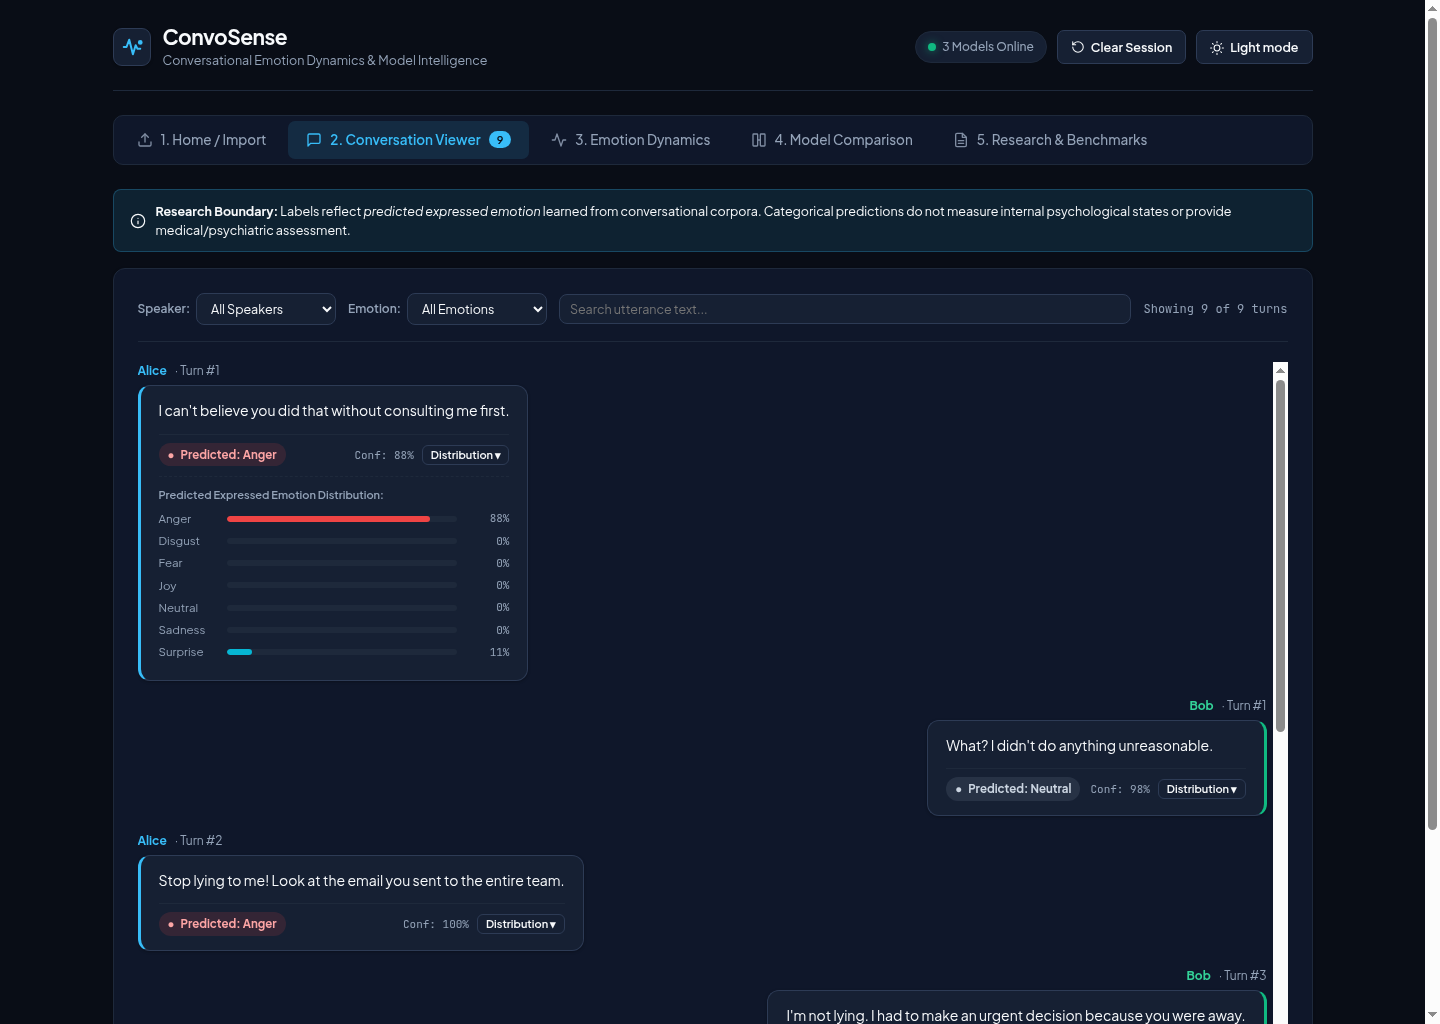 ConvoSense
Conversational Emotion Dynamics & Model Intelligence
3 Models Online
Clear Session
Light mode
1. Home / Import
2. Conversation Viewer 9
3. Emotion Dynamics
4. Model Comparison
5. Research & Benchmarks
Research Boundary: Labels reflect predicted expressed emotion learned from conversational corpora. Categorical predictions do not measure internal psychological states or provide
medical/psychiatric assessment.
Speaker: All Speakers Emotion: All Emotions Search utterance text... Showing 9 of 9 turns
Alice · Turn #1
I can't believe you did that without consulting me first.
• Predicted: Anger Conf: 88% Distribution ▾
Predicted Expressed Emotion Distribution:
Anger 88%
Disgust 0%
Fear 0%
Joy 0%
Neutral 0%
Sadness 0%
Surprise 11%
Bob · Turn #1
What? I didn't do anything unreasonable.
• Predicted: Neutral Conf: 98% Distribution ▾
Alice · Turn #2
Stop lying to me! Look at the email you sent to the entire team.
• Predicted: Anger Conf: 100% Distribution ▾
Bob · Turn #3
I'm not lying. I had to make an urgent decision because you were away.